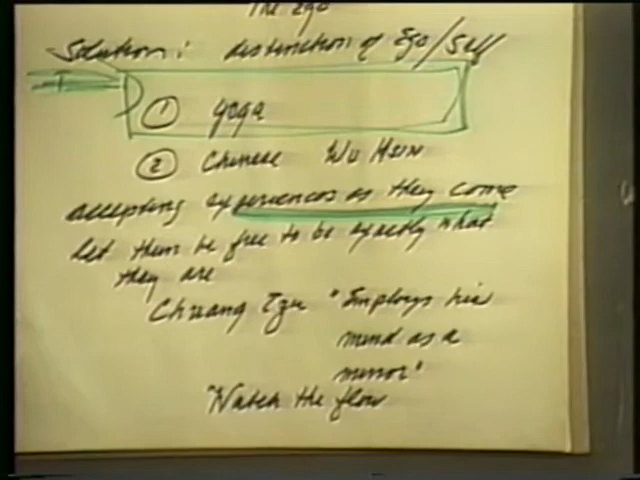 The Ego
Solution: distinction of Ego/Self
① Yoga
② Chinese Wu Hsin
accepting experiences as they come
let them be free to be exactly what
they are
Chuang Tzu "Employs his
mind as a
mirror"
"Watch the flow